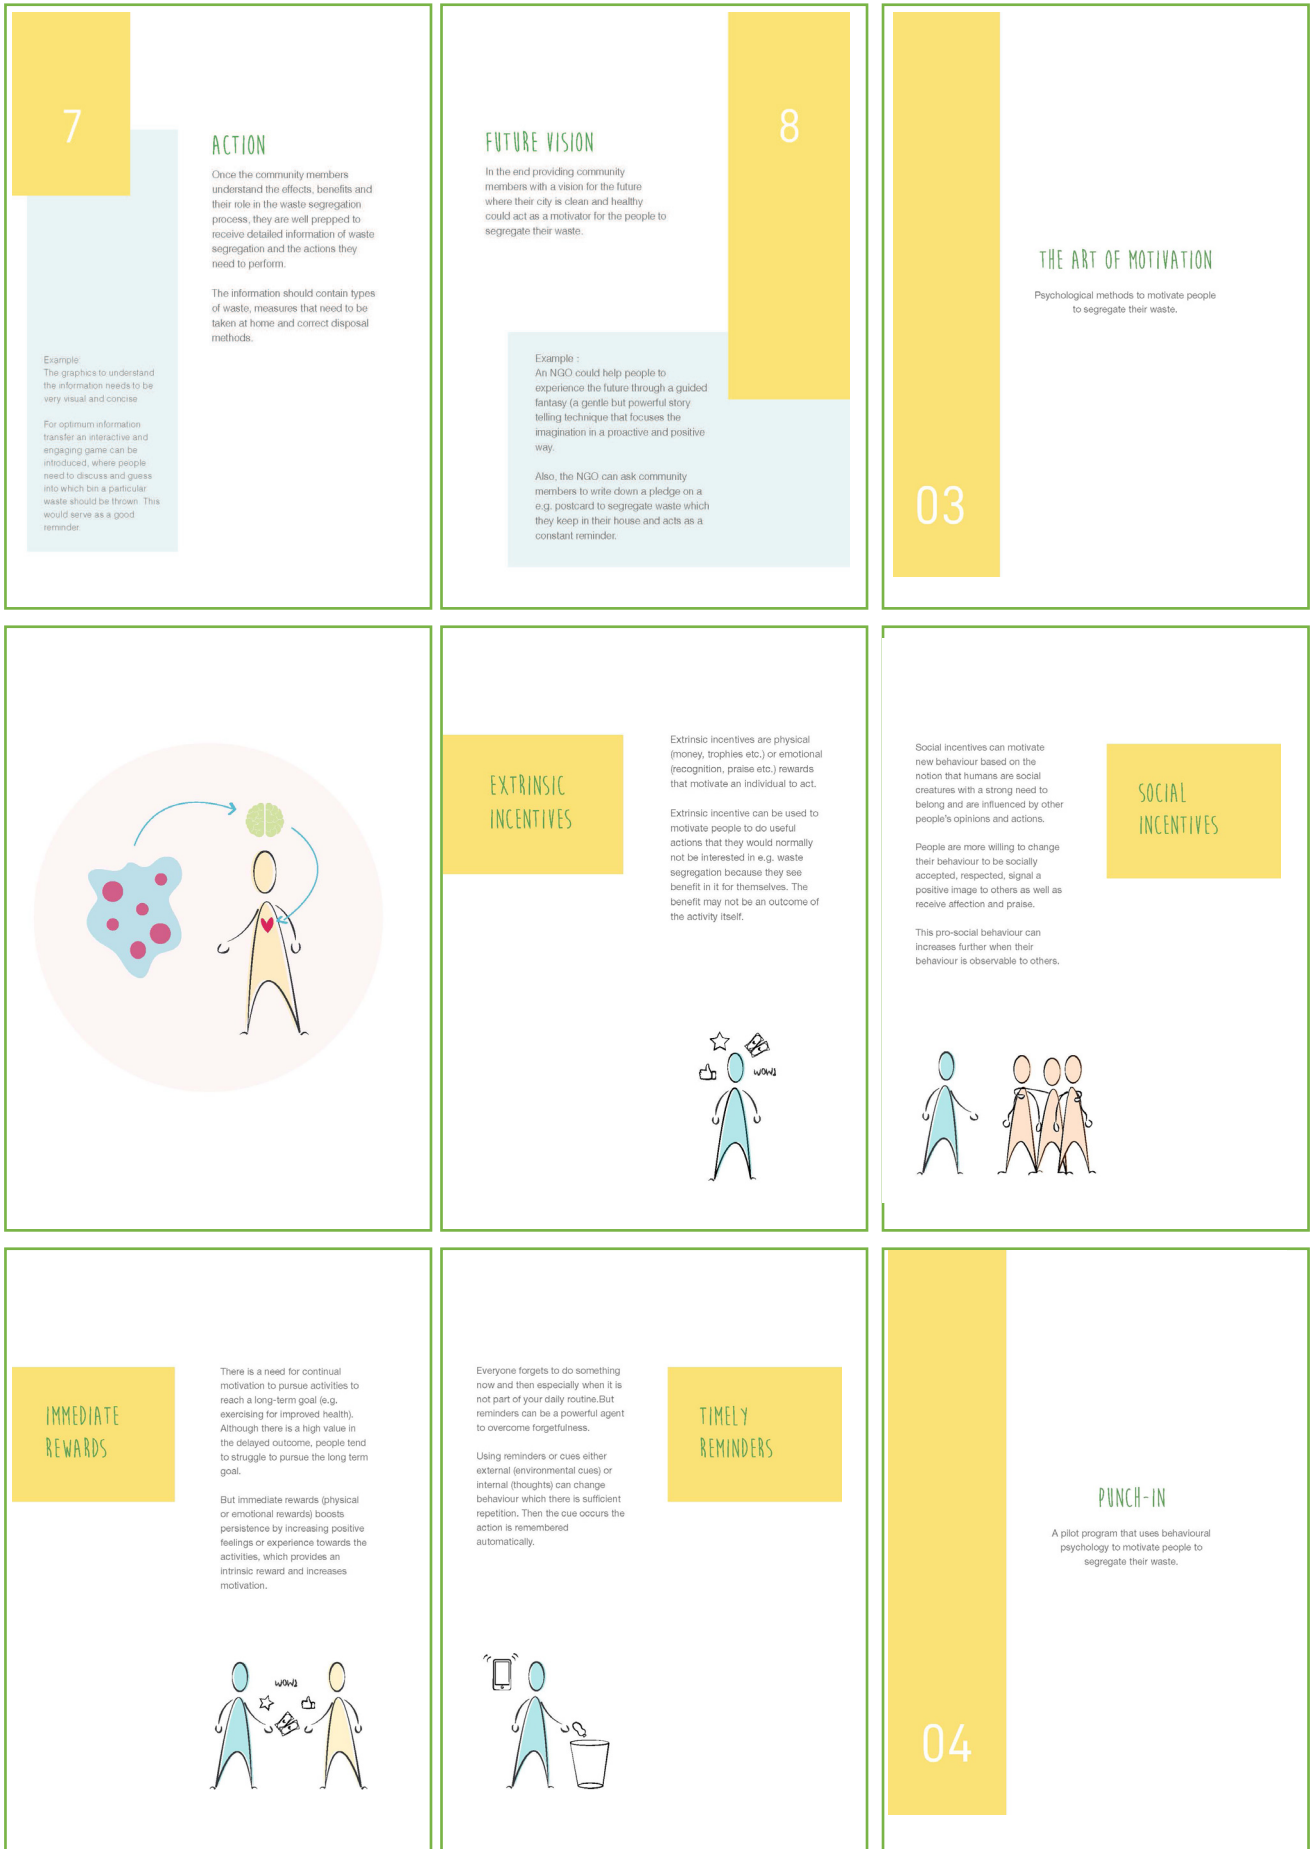 7
ACTION
Once the community members
understand the effects, benefits and
their role in the waste segregation
process, they are well prepped to
receive detailed information of waste
segregation and the actions they
need to perform.
The information should contain types
of waste, measures that need to be
taken at home and correct disposal
methods.
Example:
The graphics to understand
the information needs to be
very visual and concise
For optimum information
transfer an interactive and
engaging game can be
introduced, where people
need to discuss and guess
into which bin a particular
waste should be thrown. This
would serve as a good
reminder.
8
FUTURE VISION
In the end providing community
members with a vision for the future
where their city is clean and healthy
could act as a motivator for the people to
segregate their waste.
Example :
An NGO could help people to
experience the future through a guided
fantasy (a gentle but powerful story
telling technique that focuses the
imagination in a proactive and positive
way.
Also, the NGO can ask community
members to write down a pledge on a
e.g. postcard to segregate waste which
they keep in their house and acts as a
constant reminder.
THE ART OF MOTIVATION
Psychological methods to motivate people
to segregate their waste.
03
EXTRINSIC
INCENTIVES
Extrinsic incentives are physical
(money, trophies etc.) or emotional
(recognition, praise etc.) rewards
that motivate an individual to act.
Extrinsic incentive can be used to
motivate people to do useful
actions that they would normally
not be interested in e.g. waste
segregation because they see
benefit in it for themselves. The
benefit may not be an outcome of
the activity itself.
WOW!
Social incentives can motivate
new behaviour based on the
notion that humans are social
creatures with a strong need to
belong and are influenced by other
people's opinions and actions.
People are more willing to change
their behaviour to be socially
accepted, respected, signal a
positive image to others as well as
receive affection and praise.
This pro-social behaviour can
increases further when their
behaviour is observable to others.
SOCIAL
INCENTIVES
IMMEDIATE
REWARDS
There is a need for continual
motivation to pursue activities to
reach a long-term goal (e.g.
exercising for improved health).
Although there is a high value in
the delayed outcome, people tend
to struggle to pursue the long term
goal.
But immediate rewards (physical
or emotional rewards) boosts
persistence by increasing positive
feelings or experience towards the
activities, which provides an
intrinsic reward and increases
motivation.
WOW!
Everyone forgets to do something
now and then especially when it is
not part of your daily routine.But
reminders can be a powerful agent
to overcome forgetfulness.
Using reminders or cues either
external (environmental cues) or
internal (thoughts) can change
behaviour which there is sufficient
repetition. Then the cue occurs the
action is remembered
automatically.
TIMELY
REMINDERS
PUNCH-IN
A pilot program that uses behavioural
psychology to motivate people to
segregate their waste.
04